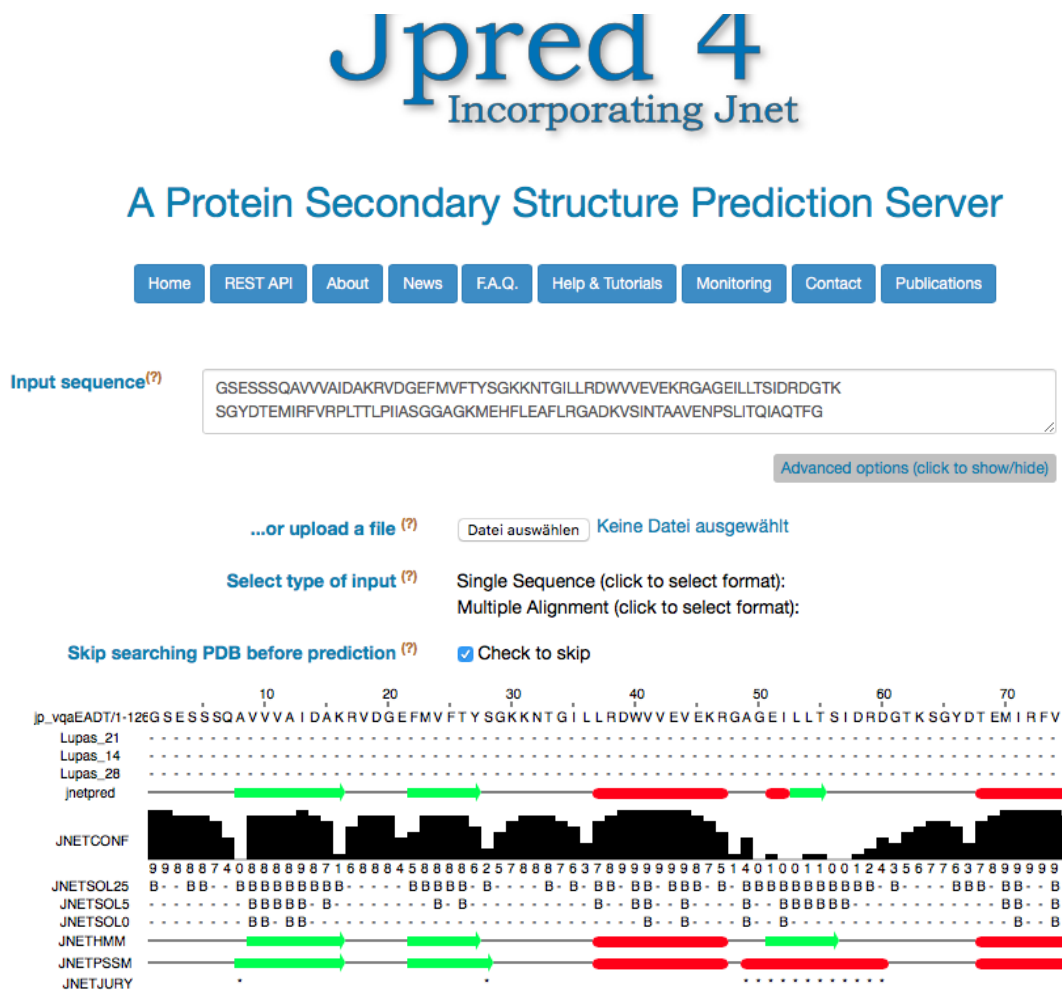 Jpred 4
Incorporating Jnet
A Protein Secondary Structure Prediction Server
Home REST API About News F.A.Q. Help & Tutorials Monitoring Contact Publications
Input sequence(?)
GSESSSQAVVVAIDAKRVDGEFMVFTYSGKKNTGILLRDWVVEVEKRGAGEILLTSIDRDGTK
SGYDTEMIRFVRPLTTLPIIASGGAGKMEHFLEAFLRGADKVSINTAAVENPSLITQIAQTFG
Advanced options (click to show/hide)
...or upload a file (?) Datei auswählen Keine Datei ausgewählt
Select type of input (?) Single Sequence (click to select format):
Multiple Alignment (click to select format):
Skip searching PDB before prediction (?) Check to skip
10 20 30 40 50 60 70
jp_vqaEADT/1-126 GSESSSQAVVVAIDAKRVDGEFMVFTYSGKKNTGILLRDWVVEVEKRGAGEILLTSIDRDGTKSGYDTEMIRFV
Lupas_21 - - - - - - - - - - - - - - - - - - - - - - - - - - - - - - - - - - - - - - - - - - - - - - - - - - - - - - - - - - - - - - - - - - - - - - - - - -
Lupas_14 - - - - - - - - - - - - - - - - - - - - - - - - - - - - - - - - - - - - - - - - - - - - - - - - - - - - - - - - - - - - - - - - - - - - - - - - - -
Lupas_28 - - - - - - - - - - - - - - - - - - - - - - - - - - - - - - - - - - - - - - - - - - - - - - - - - - - - - - - - - - - - - - - - - - - - - - - - - -
jnetpred
JNETCONF
JNETSOL25
JNETSOL5
JNETSOL0
JNETHMM
JNETPSSM
JNETJURY